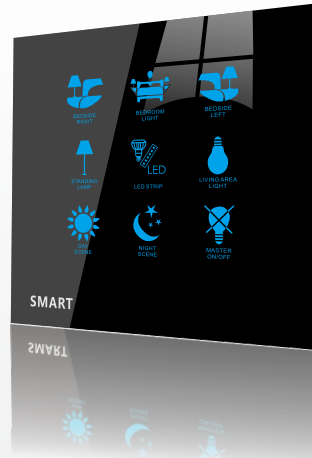 BEDSIDE
RIGHT
BEDROOM
LIGHT
BEDSIDE
LEFT
STANDING
LAMP
LED
LED STRIP
LIVING AREA
LIGHT
DAY
SCENE
NIGHT
SCENE
MASTER
ON/OFF
SMART